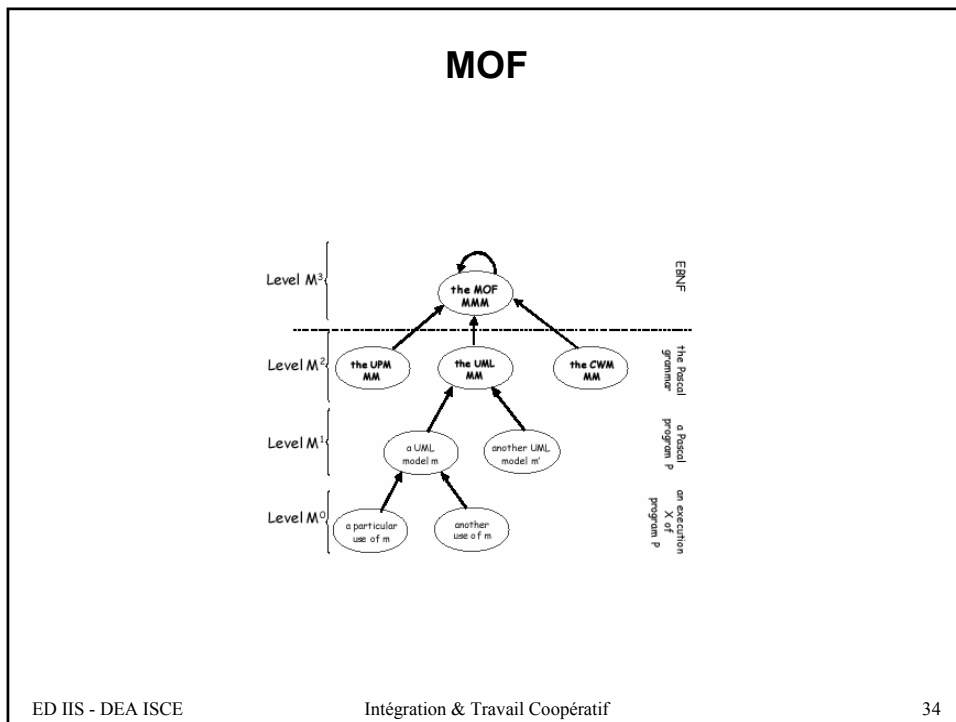 MOF
Level M³
the MOF
MMM
EBNF
Level M²
the UPM
MM
the UML
MM
the CWM
MM
the Pascal
grammar
Level M¹
a UML
model m
another UML
model m'
a Pascal
program P
Level M⁰
a particular
use of m
another
use of m
an execution
X of
program P
ED IIS - DEA ISCE
Intégration & Travail Coopératif
34